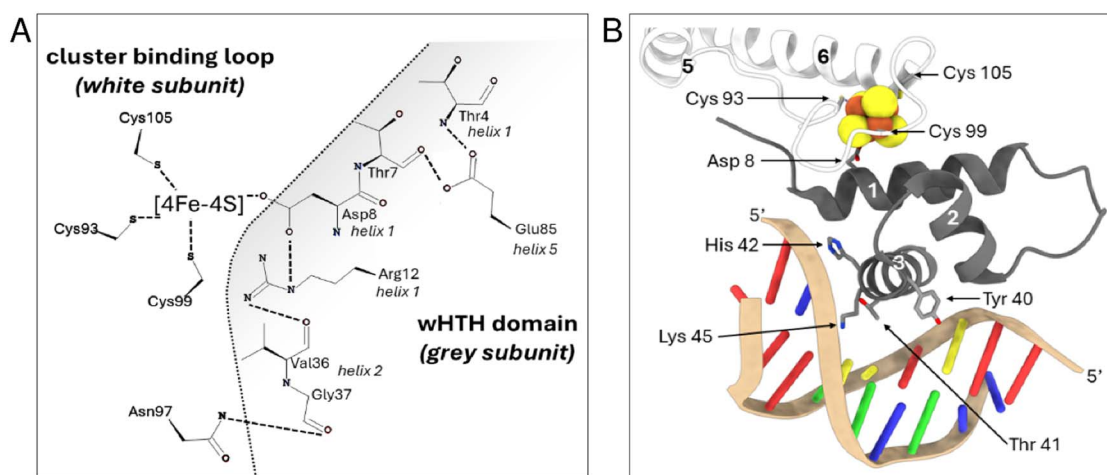 A
cluster binding loop
(white subunit)
Cys105
S
[4Fe-4S]
Cys93
S
S
Cys99
O
O
Thr4
N
helix 1
O
O
Thr7
N
O
O
O
Asp8
N
helix 1
O
O
Glu85
helix 5
N
Arg12
N
N
helix 1
O
wHTH domain
(grey subunit)
Val36
helix 2
N
Gly37
O
Asn97
N
O
B
5
6
Cys 105
Cys 93
Cys 99
Asp 8
1
2
5’
His 42
3
Tyr 40
Lys 45
5’
Thr 41